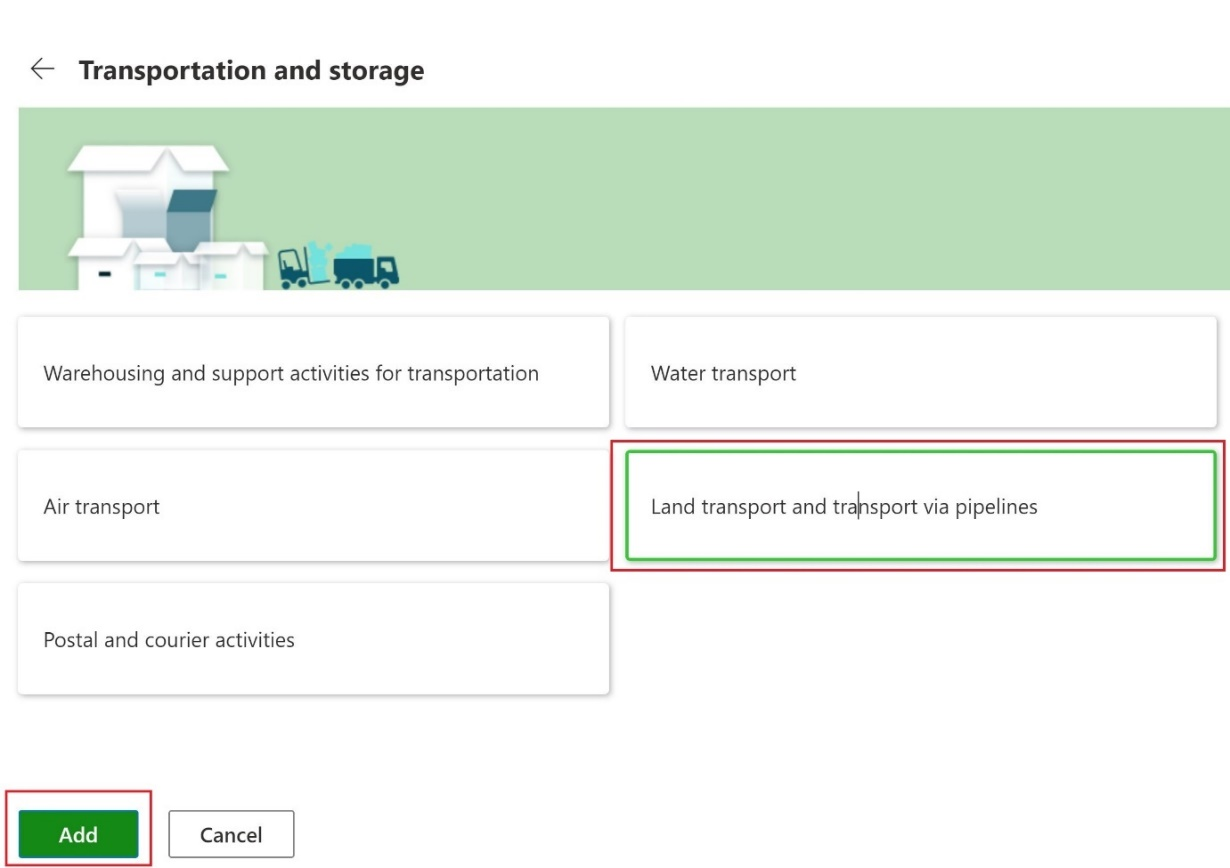 Transportation and storage
Warehousing and support activities for transportation
Water transport
Air transport
Land transport and transport via pipelines
Postal and courier activities
Add
Cancel